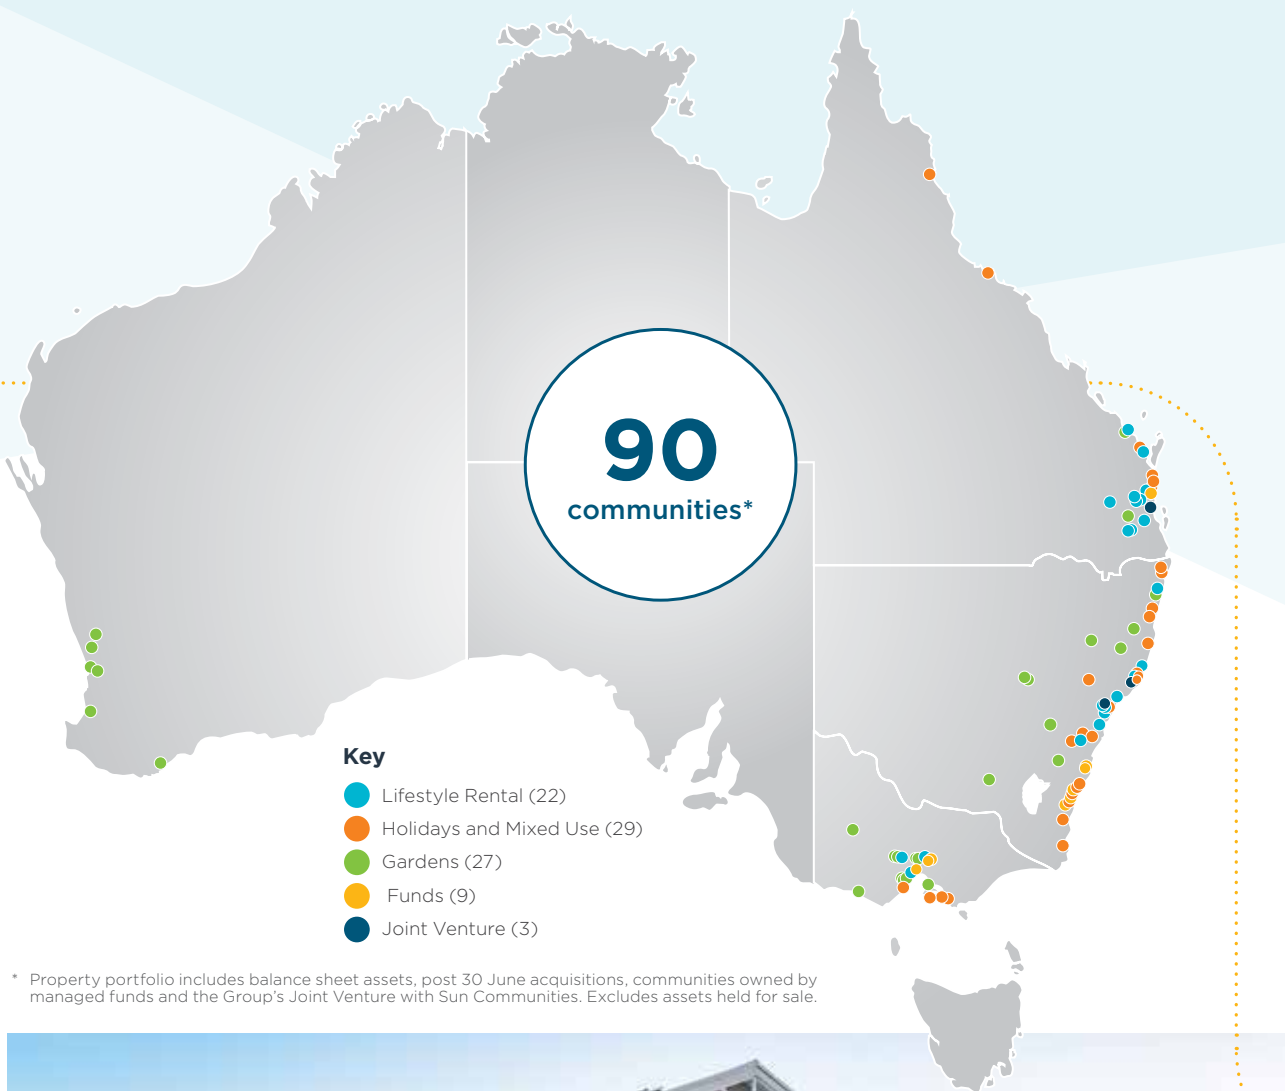 90
communities*
Key
Lifestyle Rental (22)
Holidays and Mixed Use (29)
Gardens (27)
Funds (9)
Joint Venture (3)
* Property portfolio includes balance sheet assets, post 30 June acquisitions, communities owned by
managed funds and the Group’s Joint Venture with Sun Communities. Excludes assets held for sale.